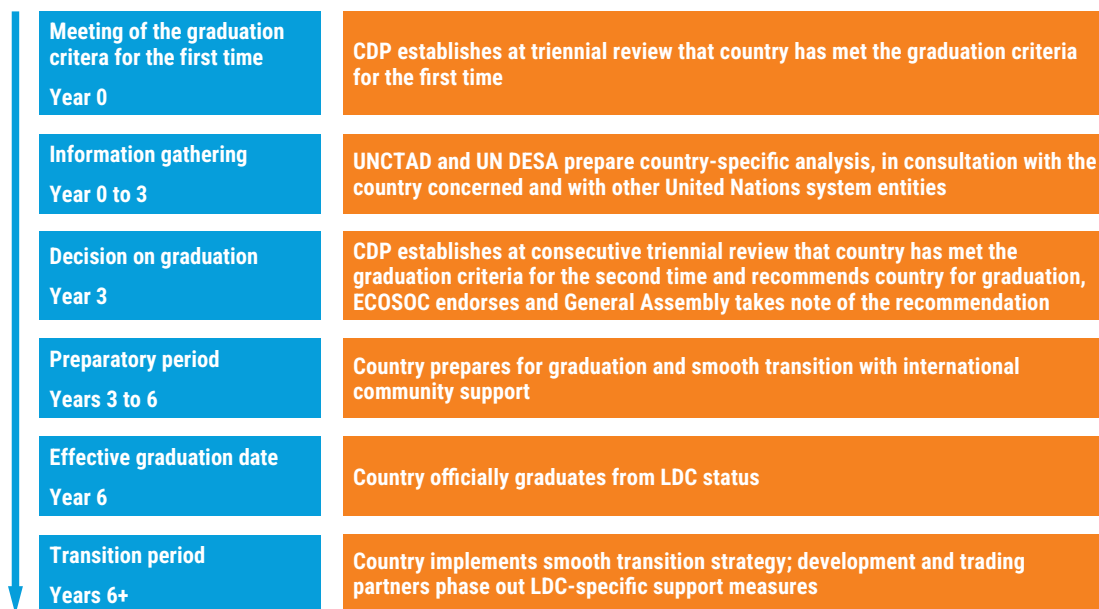 Meeting of the graduation
critera for the first time
Year 0
CDP establishes at triennial review that country has met the graduation criteria
for the first time
Information gathering
Year 0 to 3
UNCTAD and UN DESA prepare country-specific analysis, in consultation with the
country concerned and with other United Nations system entities
Decision on graduation
Year 3
CDP establishes at consecutive triennial review that country has met the
graduation criteria for the second time and recommends country for graduation,
ECOSOC endorses and General Assembly takes note of the recommendation
Preparatory period
Years 3 to 6
Country prepares for graduation and smooth transition with international
community support
Effective graduation date
Year 6
Country officially graduates from LDC status
Transition period
Years 6+
Country implements smooth transition strategy; development and trading
partners phase out LDC-specific support measures